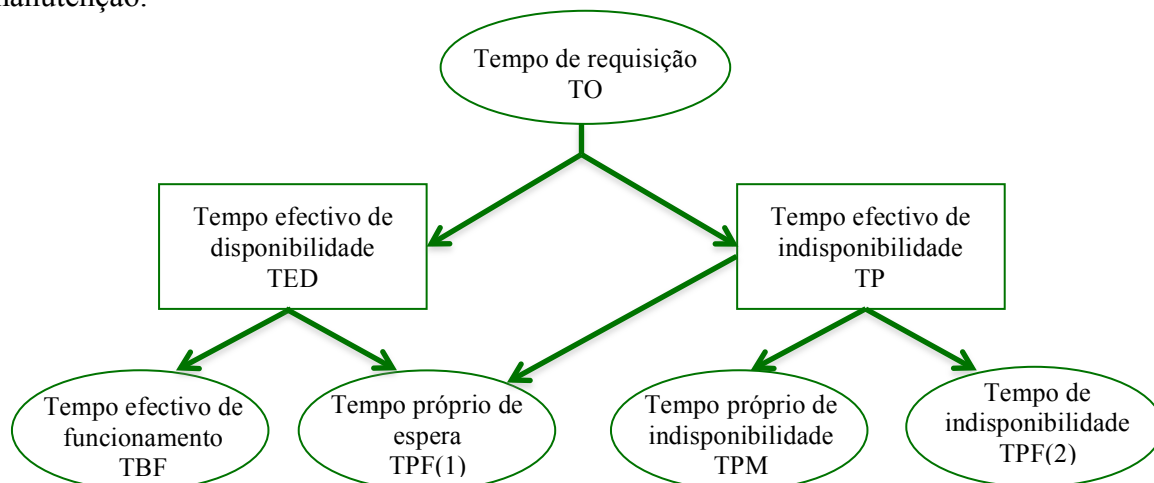 manutenção.
Tempo de requisição
TO
Tempo efectivo de
disponibilidade
TED
Tempo efectivo de
indisponibilidade
TP
Tempo efectivo de
funcionamento
TBF
Tempo próprio de
espera
TPF(1)
Tempo próprio de
indisponibilidade
TPM
Tempo de
indisponibilidade
TPF(2)